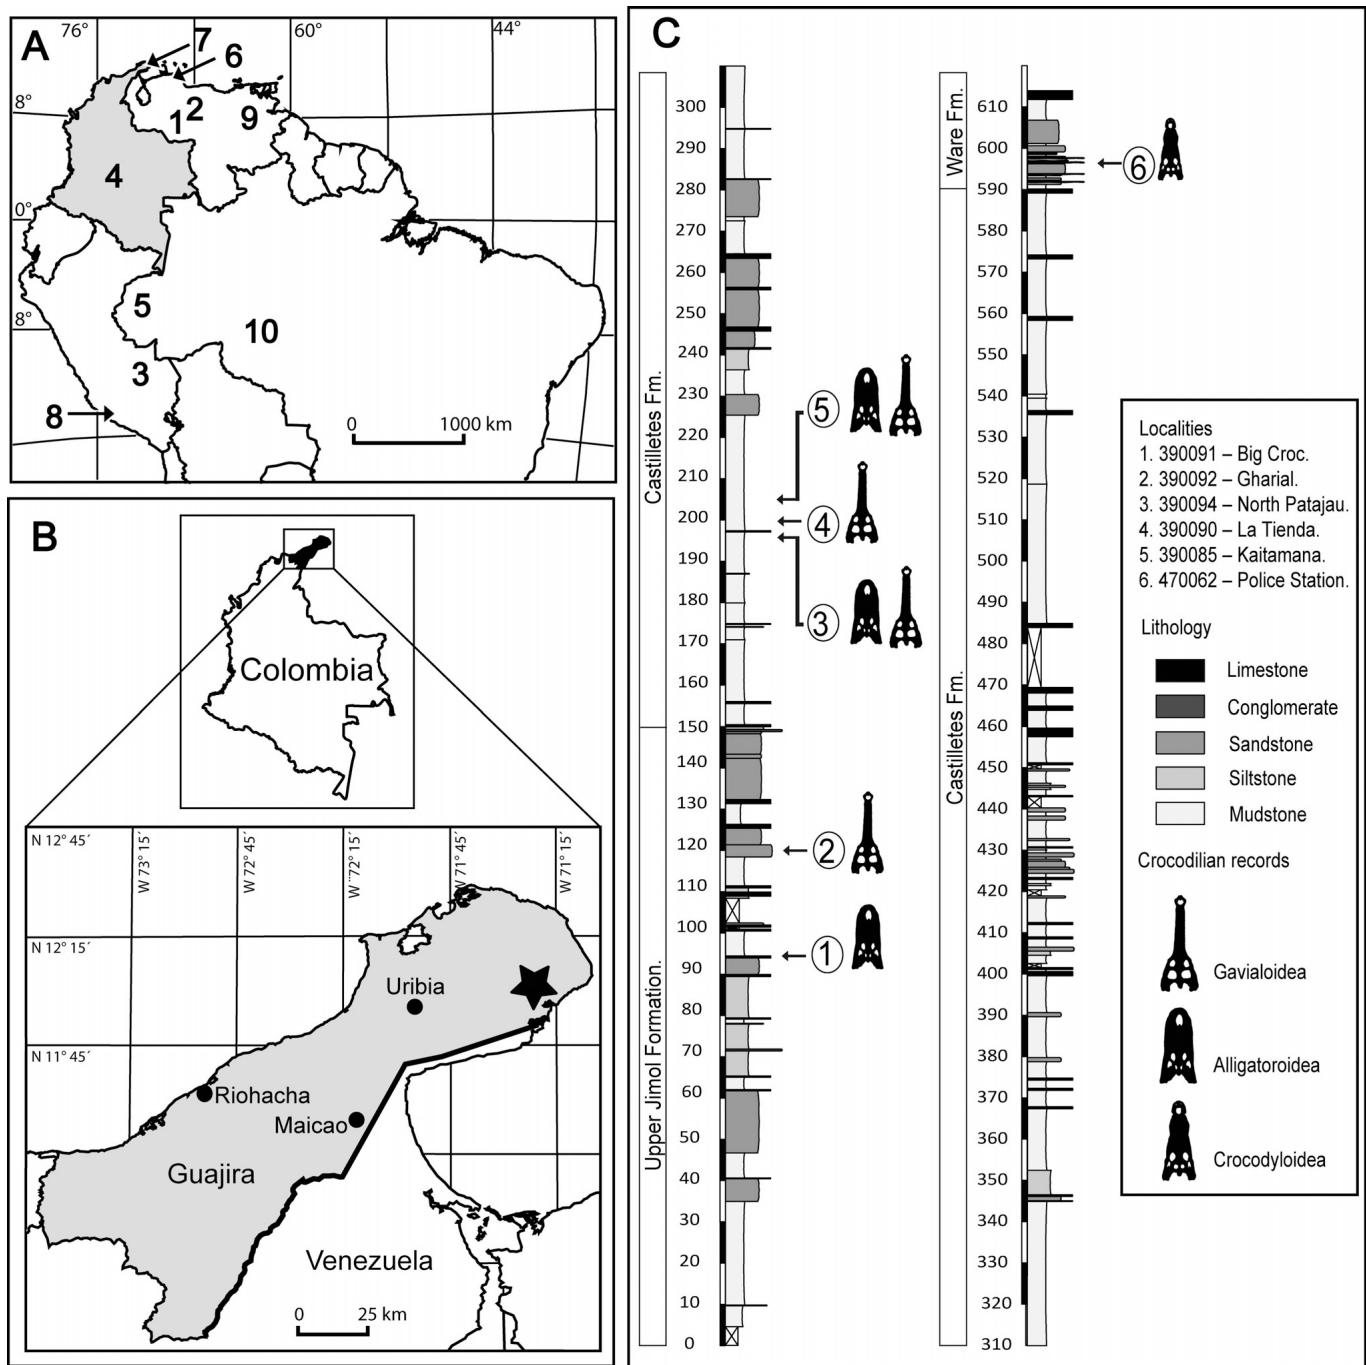 A
76°
60°
44°
7
6
8°
2
1
9
4
0°
5
8°
10
3
8
0
1000 km
B
Colombia
N 12° 45´
W 73° 15´
W 72° 45´
W¨72° 15´
W 71° 45´
W 71° 15´
N 12° 15´
Uribia
N 11° 45´
Riohacha
Maicao
Guajira
Venezuela
0
25 km
C
Castilletes Fm.
Upper Jimol Formation.
300
290
280
270
260
250
240
230
220
210
200
190
180
170
160
150
140
130
120
110
100
90
80
70
60
50
40
30
20
10
0
5
4
3
2
1
Ware Fm.
Castilletes Fm.
610
600
590
580
570
560
550
540
530
520
510
500
490
480
470
460
450
440
430
420
410
400
390
380
370
360
350
340
330
320
310
6
Localities
1. 390091 – Big Croc.
2. 390092 – Gharial.
3. 390094 – North Patajau.
4. 390090 – La Tienda.
5. 390085 – Kaitamana.
6. 470062 – Police Station.
Lithology
Limestone
Conglomerate
Sandstone
Siltstone
Mudstone
Crocodilian records
Gavialoidea
Alligatoroidea
Crocodyloidea